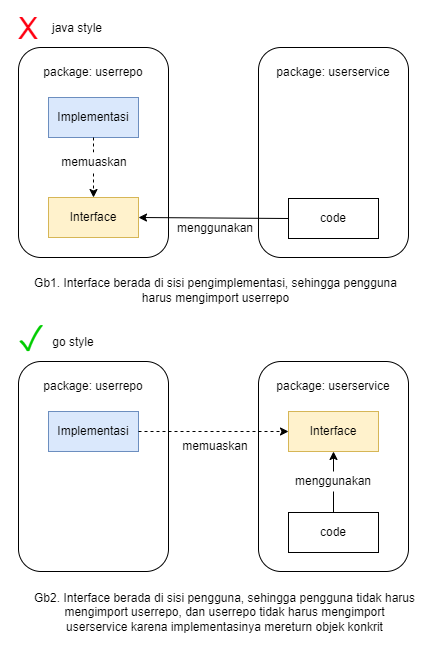 java style
package: userrepo
package: userservice
Implementasi
memuaskan
Interface
menggunakan
code
Gb1. Interface berada di sisi pengimplementasi, sehingga pengguna
harus mengimport userrepo
go style
package: userrepo
package: userservice
Implementasi
memuaskan
Interface
menggunakan
code
Gb2. Interface berada di sisi pengguna, sehingga pengguna tidak harus
mengimport userrepo, dan userrepo tidak harus mengimport
userservice karena implementasinya mereturn objek konkrit